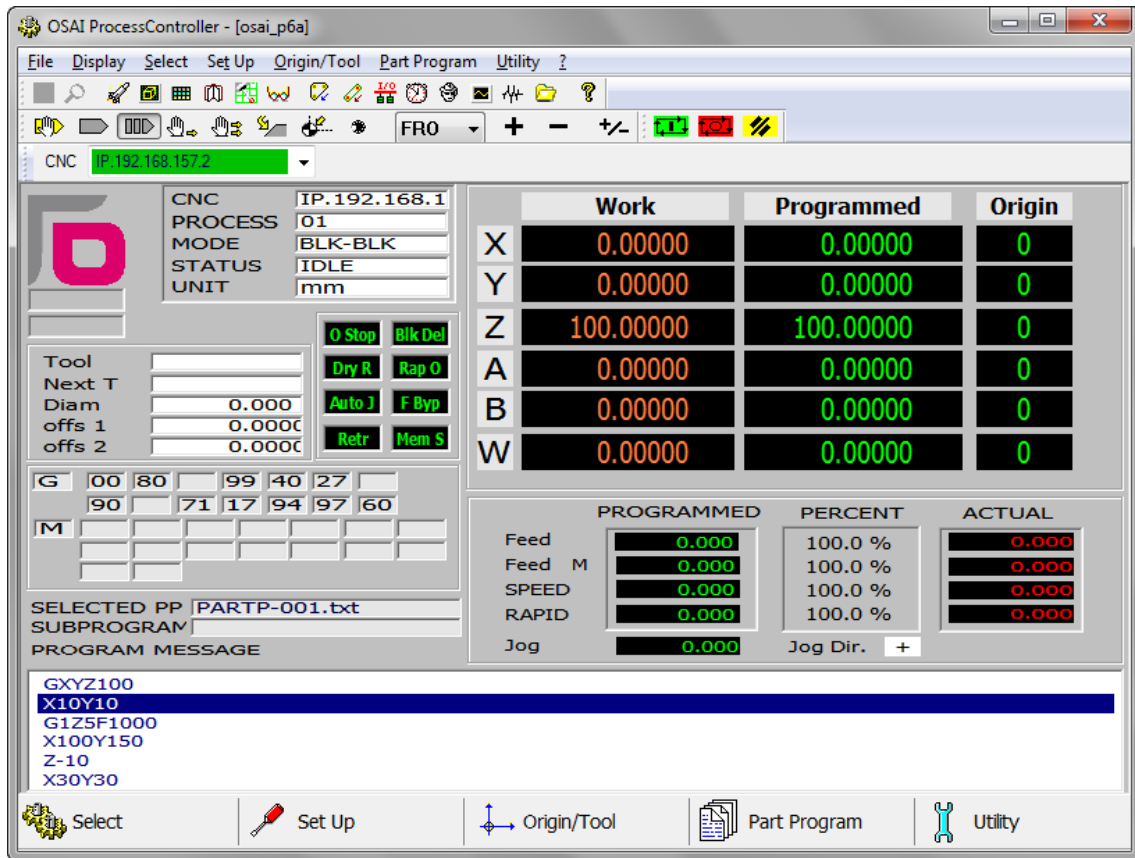 OSAI ProcessController - [osai_p6a]
File Display Select Set Up Origin/Tool Part Program Utility ?
I/O
FRO + - +/-
CNC IP.192.168.157.2
CNC IP.192.168.1
PROCESS 01
MODE BLK-BLK
STATUS IDLE
UNIT mm
Work Programmed Origin
X 0.00000 0.00000 0
Y 0.00000 0.00000 0
Z 100.00000 100.00000 0
A 0.00000 0.00000 0
B 0.00000 0.00000 0
W 0.00000 0.00000 0
O Stop Blk Del
Dry R Rap O
Auto J F Byp
Retr Mem S
Tool
Next T
Diam 0.000
offs 1 0.000
offs 2 0.000
G 00 80 99 40 27
90 71 17 94 97 60
M
PROGRAMMED PERCENT ACTUAL
Feed 0.000 100.0 % 0.000
Feed M 0.000 100.0 % 0.000
SPEED 0.000 100.0 % 0.000
RAPID 0.000 100.0 % 0.000
Jog 0.000 Jog Dir. +
SELECTED PP PARTP-001.txt
SUBPROGRAM
PROGRAM MESSAGE
GXYZ100
X10Y10
G1Z5F1000
X100Y150
Z-10
X30Y30
Select Set Up Origin/Tool Part Program Utility